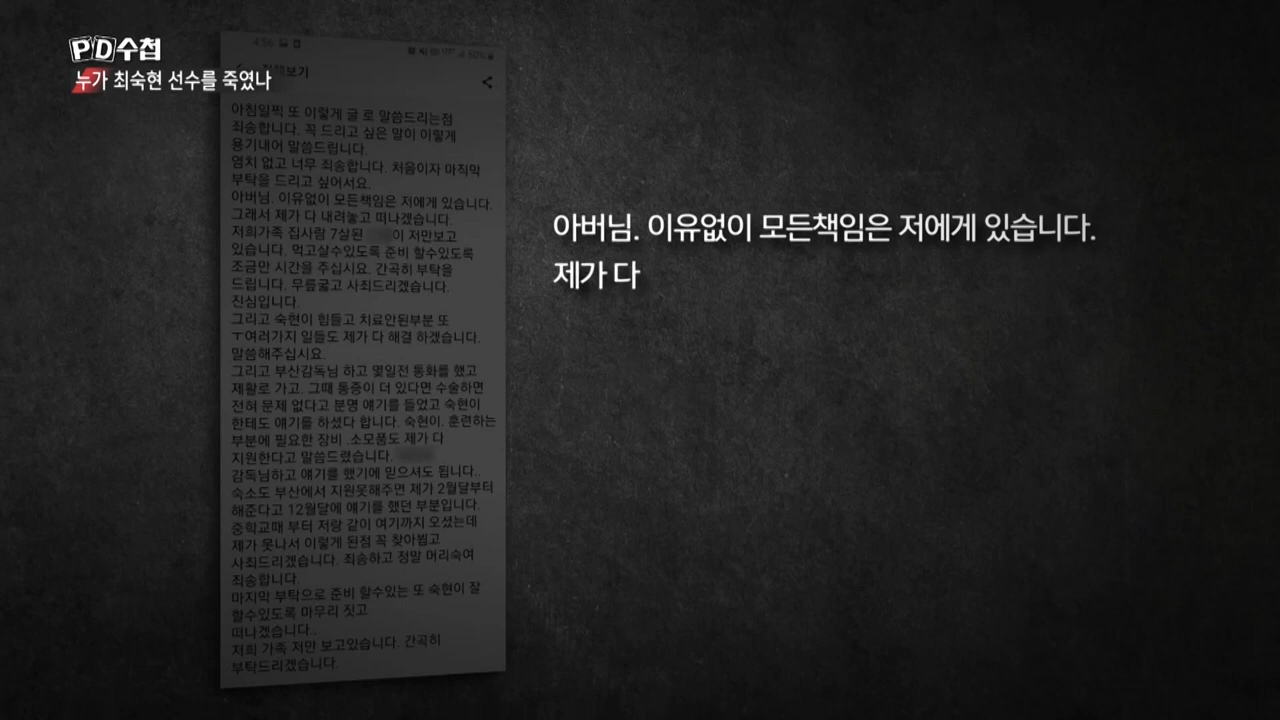 PD수첩
누가 최숙현 선수를 죽였나
4:56
60%
보기
아침일찍 또 이렇게 글 로 말씀드리는점
죄송합니다. 꼭 드리고 싶은 말이 이렇게
용기내어 말씀드립니다.
염치 없고 너무 죄송합니다. 처음이자 마직막
부탁을 드리고 싶어서요.
아버님. 이유없이 모든책임은 저에게 있습니다.
그래서 제가 다 내려놓고 떠나겠습니다.
저희가족 집사람 7살된 이 저만보고
있습니다. 먹고살수있도록 준비 할수있도록
조금만 시간을 주십시요. 간곡히 부탁을
드립니다. 무릎굻고 사죄드리겠습니다.
진심입니다.
그리고 숙현이 힘들고 치료안된부분 또
ㅜ여러가지 일들도 제가 다 해결 하겠습니다.
말씀해주십시요.
그리고 부산감독님 하고 몇일전 통화를 했고
제활로 가고. 그때 통증이 더 있다면 수술하면
전혀 문제 없다고 분명 얘기를 들었고 숙현이
한테도 얘기를 하셨다 합니다. 숙현이. 훈련하는
부분에 필요한 장비 .소모품도 제가 다
지원한다고 말씀드렸습니다.
감독님하고 얘기를 했기에 믿으셔도 됩니다..
숙소도 부산에서 지원못해주면 제가 2월달부터
해준다고 12월달에 얘기를 했던 부분입니다.
중학교때 부터 저랑 같이 여기까지 오셨는데
제가 못나서 이렇게 된점 꼭 찾아뵙고
사죄드리겠습니다. 죄송하고 정말 머리숙여
죄송합니다.
마지막 부탁으로 준비 할수있는 또 숙현이 잘
할수있도록 마무리 짓고
떠나겠습니다..
저희 가족 저만 보고있습니다. 간곡히
부탁드리겠습니다.
아버님. 이유없이 모든책임은 저에게 있습니다.
제가 다